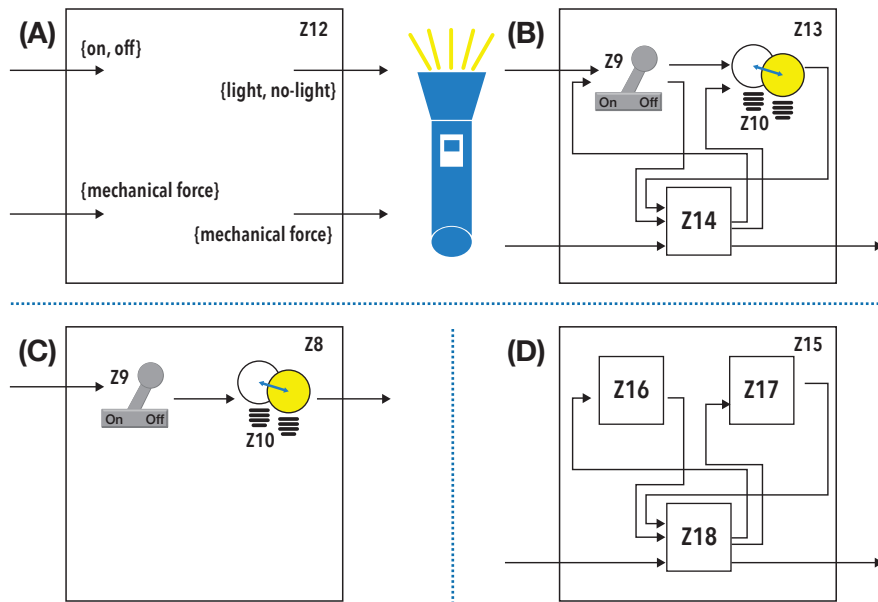 (A)
Z12
{on, off}
{light, no-light}
{mechanical force}
{mechanical force}
(B)
Z13
Z9
On Off
Z10
Z14
(C)
Z8
Z9
On Off
Z10
(D)
Z15
Z16
Z17
Z18